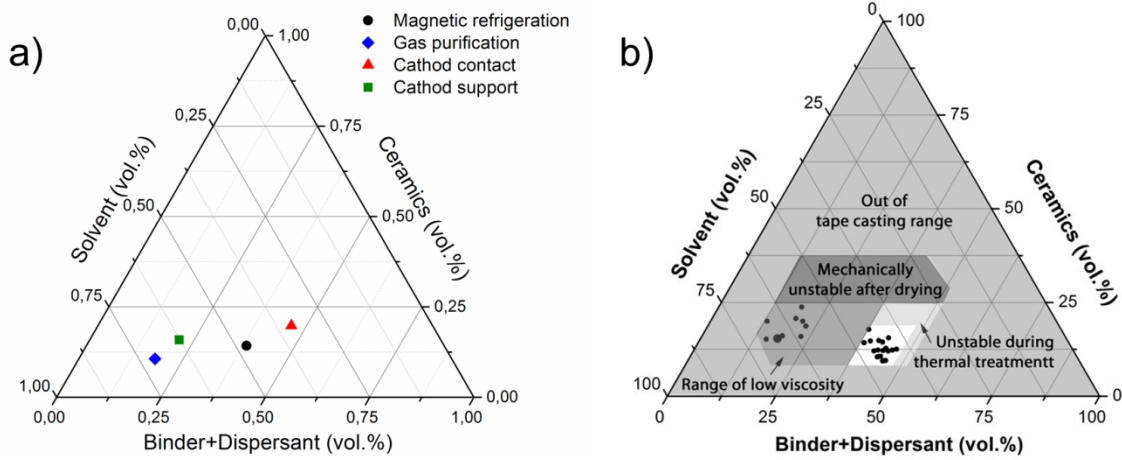 a)
0,00
1,00
Magnetic refrigeration
Gas purification
Cathod contact
Cathod support
0,25
0,75
Solvent (vol.%)
Ceramics (vol.%)
0,50
0,50
0,75
0,25
1,00
0,00
0,00
0,25
0,50
0,75
1,00
Binder+Dispersant (vol.%)
b)
0
100
25
75
Solvent (vol.%)
Ceramics (vol.%)
50
50
Out of
tape casting range
Mechanically
unstable after drying
75
25
Unstable during
thermal treatmentt
Range of low viscosity
100
0
25
50
75
100
Binder+Dispersant (vol.%)